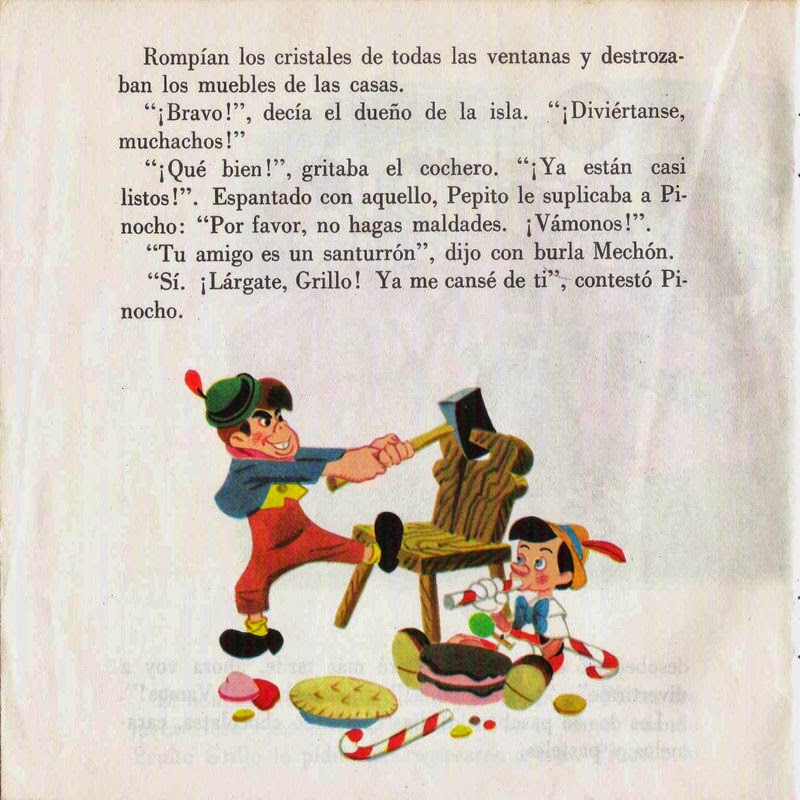 Rompían los cristales de todas las ventanas y destroza-
ban los muebles de las casas.
“¡Bravo!”, decía el dueño de la isla. “¡Diviértanse,
muchachos!”
“¡Qué bien!”, gritaba el cochero. “¡Ya están casi
listos!”. Espantado con aquello, Pepito le suplicaba a Pi-
nocho: “Por favor, no hagas maldades. ¡Vámonos!”.
“Tu amigo es un santurrón”, dijo con burla Mechón.
“Sí. ¡Lárgate, Grillo! Ya me cansé de ti”, contestó Pi-
nocho.